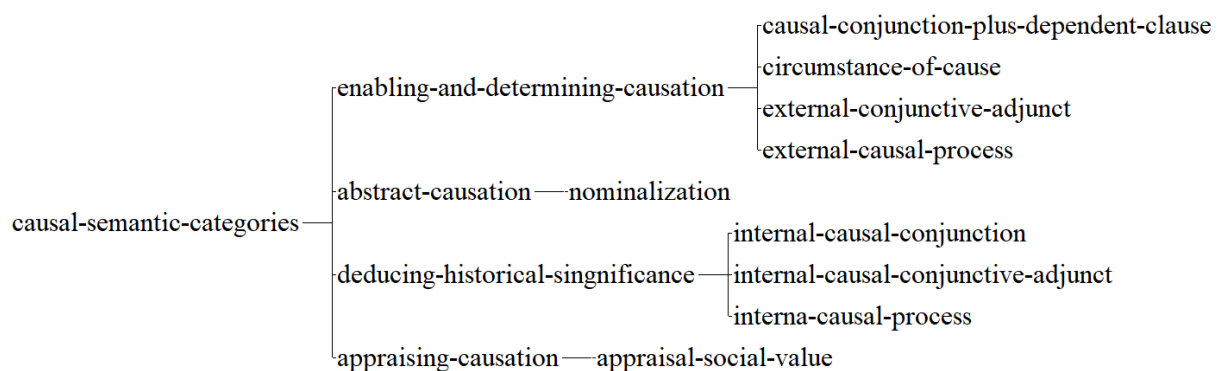 causal-semantic-categories
enabling-and-determining-causation
causal-conjunction-plus-dependent-clause
circumstance-of-cause
external-conjunctive-adjunct
external-causal-process
abstract-causation
nominalization
deducing-historical-singnificance
internal-causal-conjunction
internal-causal-conjunctive-adjunct
interna-causal-process
appraising-causation
appraisal-social-value